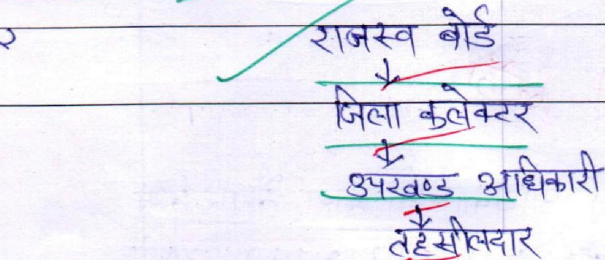 राजस्व बोर्ड
↓
जिला कलेक्टर
↓
उपखण्ड अधिकारी
↓
तहसीलदार